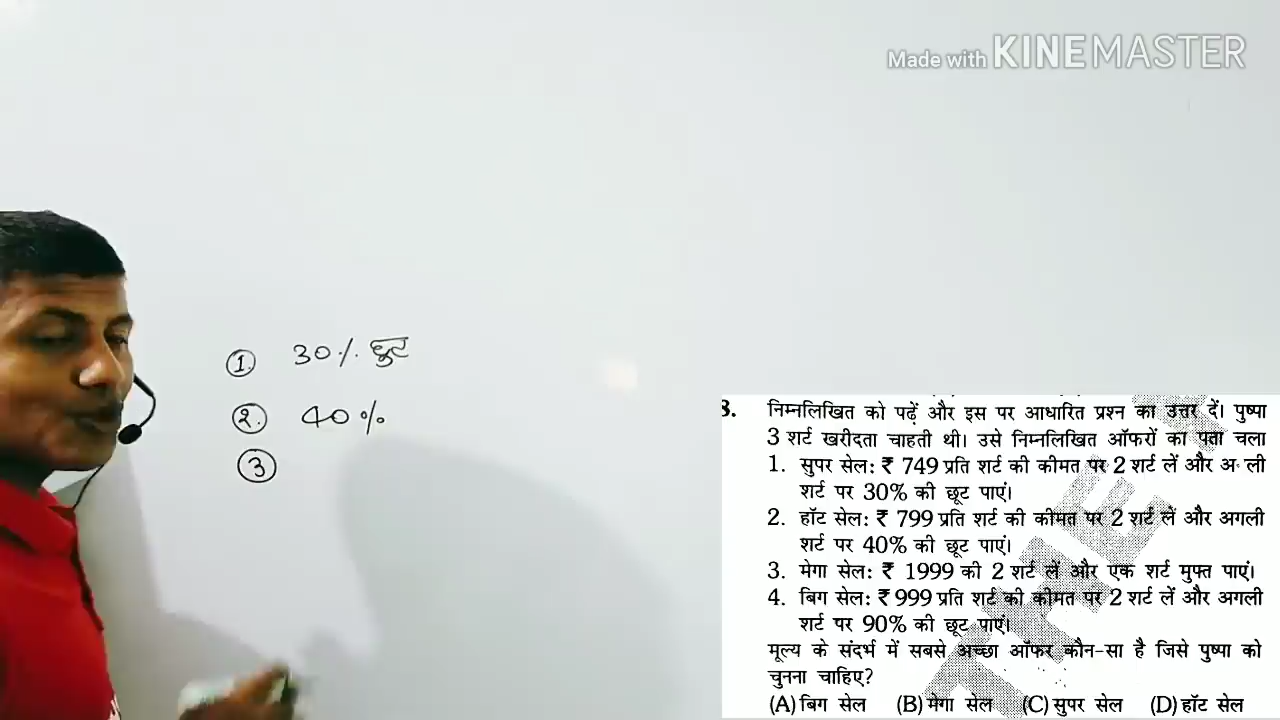 Made with KINEMASTER
1. 30% छुट
2. 40%
3
8. निम्नलिखित को पढ़ें और इस पर आधारित प्रश्न का उत्तर दें। पुष्पा
3 शर्ट खरीदता चाहती थी। उसे निम्नलिखित ऑफरों का पता चला
1. सुपर सेल: ₹ 749 प्रति शर्ट की कीमत पर 2 शर्ट लें और अ ली
शर्ट पर 30% की छूट पाएं।
2. हॉट सेल: ₹ 799 प्रति शर्ट की कीमत पर 2 शर्ट लें और अगली
शर्ट पर 40% की छूट पाएं।
3. मेगा सेल: ₹ 1999 की 2 शर्ट लें और एक शर्ट मुफ्त पाएं।
4. बिग सेल: ₹ 999 प्रति शर्ट की कीमत पर 2 शर्ट लें और अगली
शर्ट पर 90% की छूट पाएं।
मूल्य के संदर्भ में सबसे अच्छा ऑफर कौन-सा है जिसे पुष्पा को
चुनना चाहिए?
(A) बिग सेल (B) मेगा सेल (C) सुपर सेल (D) हॉट सेल